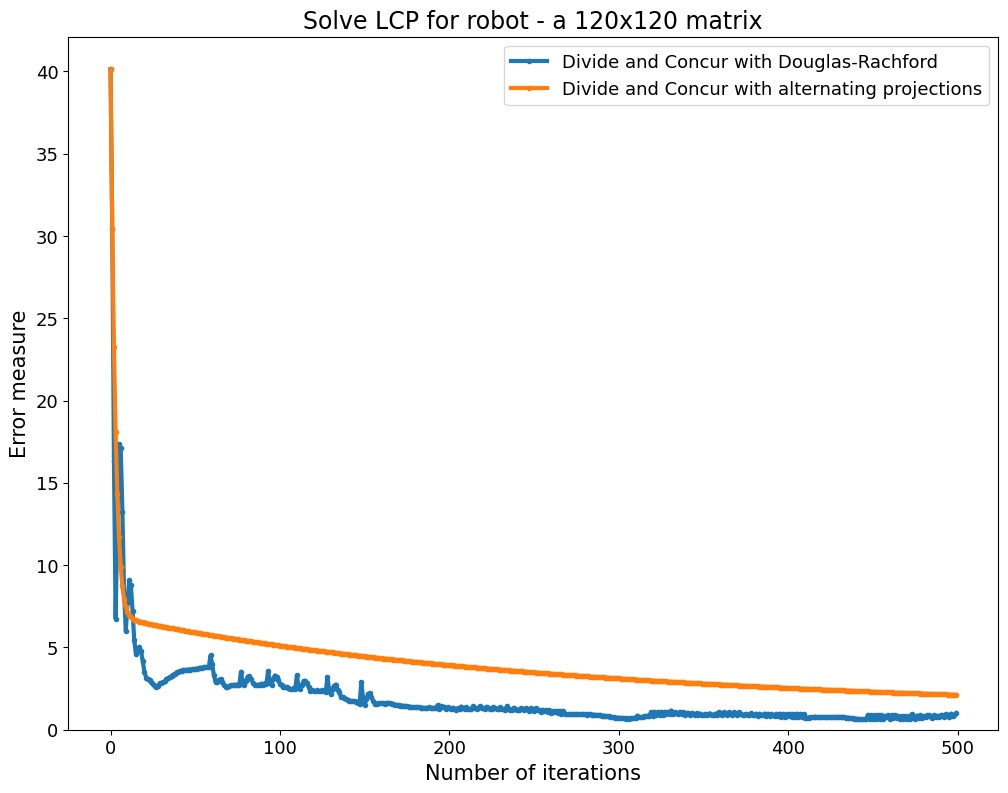 Solve LCP for robot - a 120x120 matrix
Divide and Concur with Douglas-Rachford
Divide and Concur with alternating projections
Error measure
40
35
30
25
20
15
10
5
0
0 100 200 300 400 500
Number of iterations